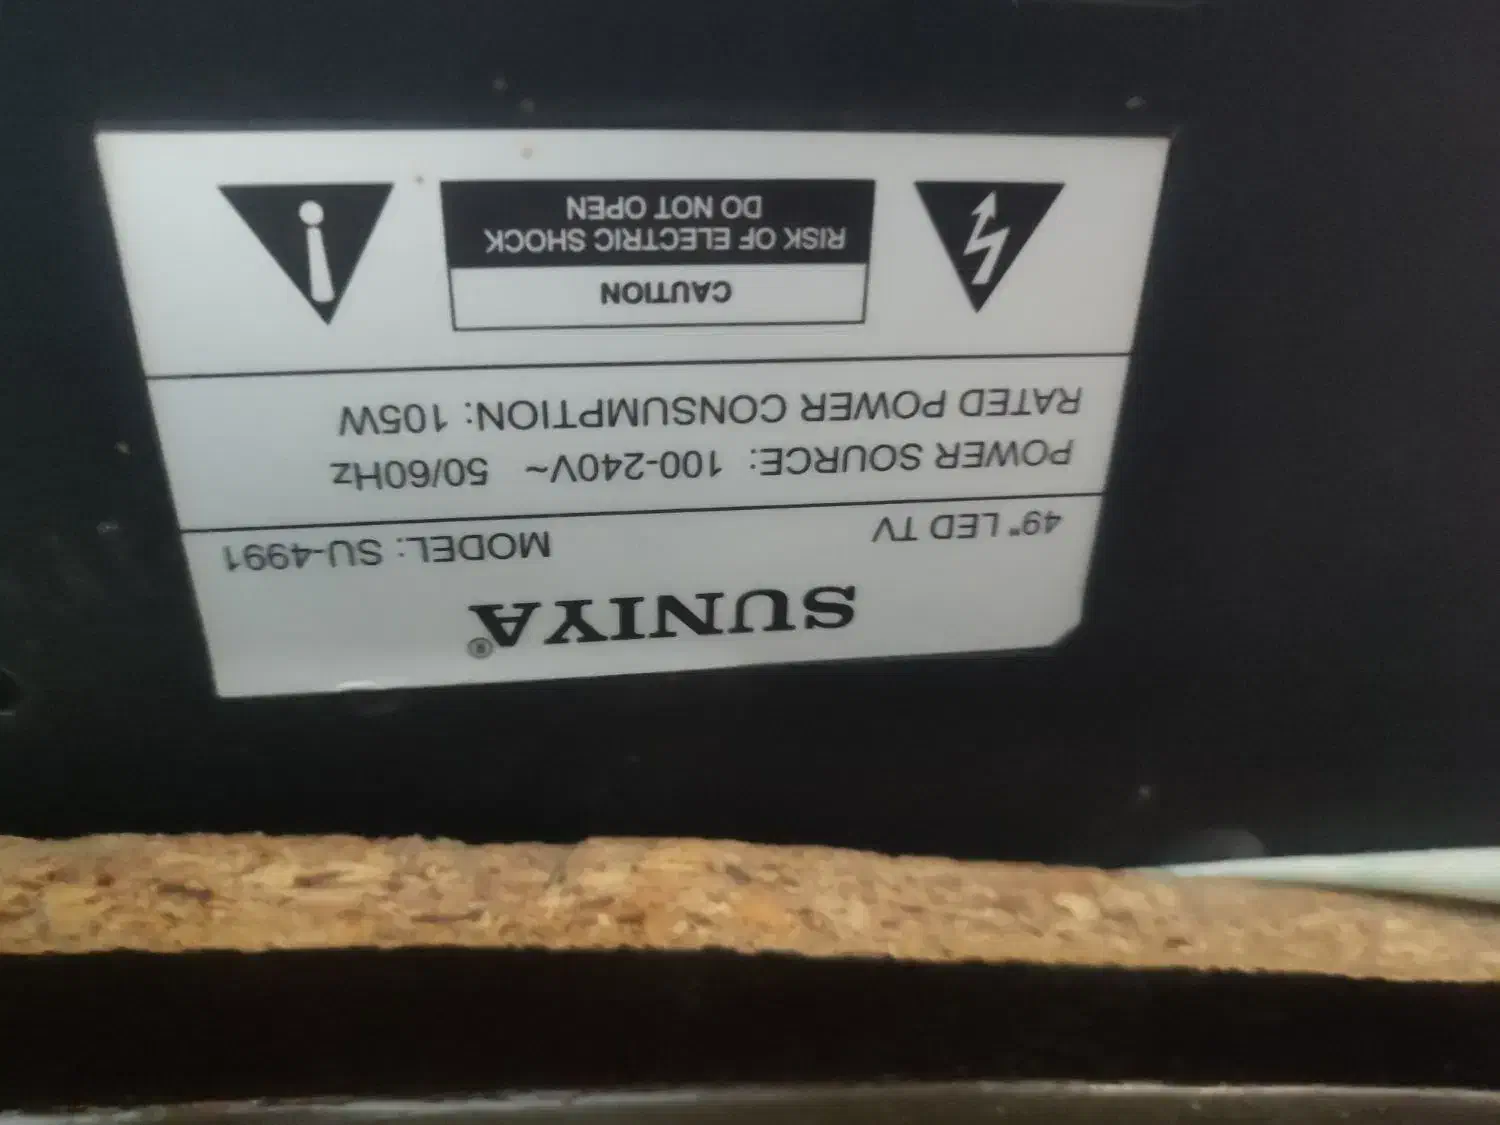 SUNIYA®
49" LED TV MODEL: SU-4991
POWER SOURCE: 100-240V~ 50/60Hz
RATED POWER CONSUMPTION: 105W
CAUTION
RISK OF ELECTRIC SHOCK
DO NOT OPEN